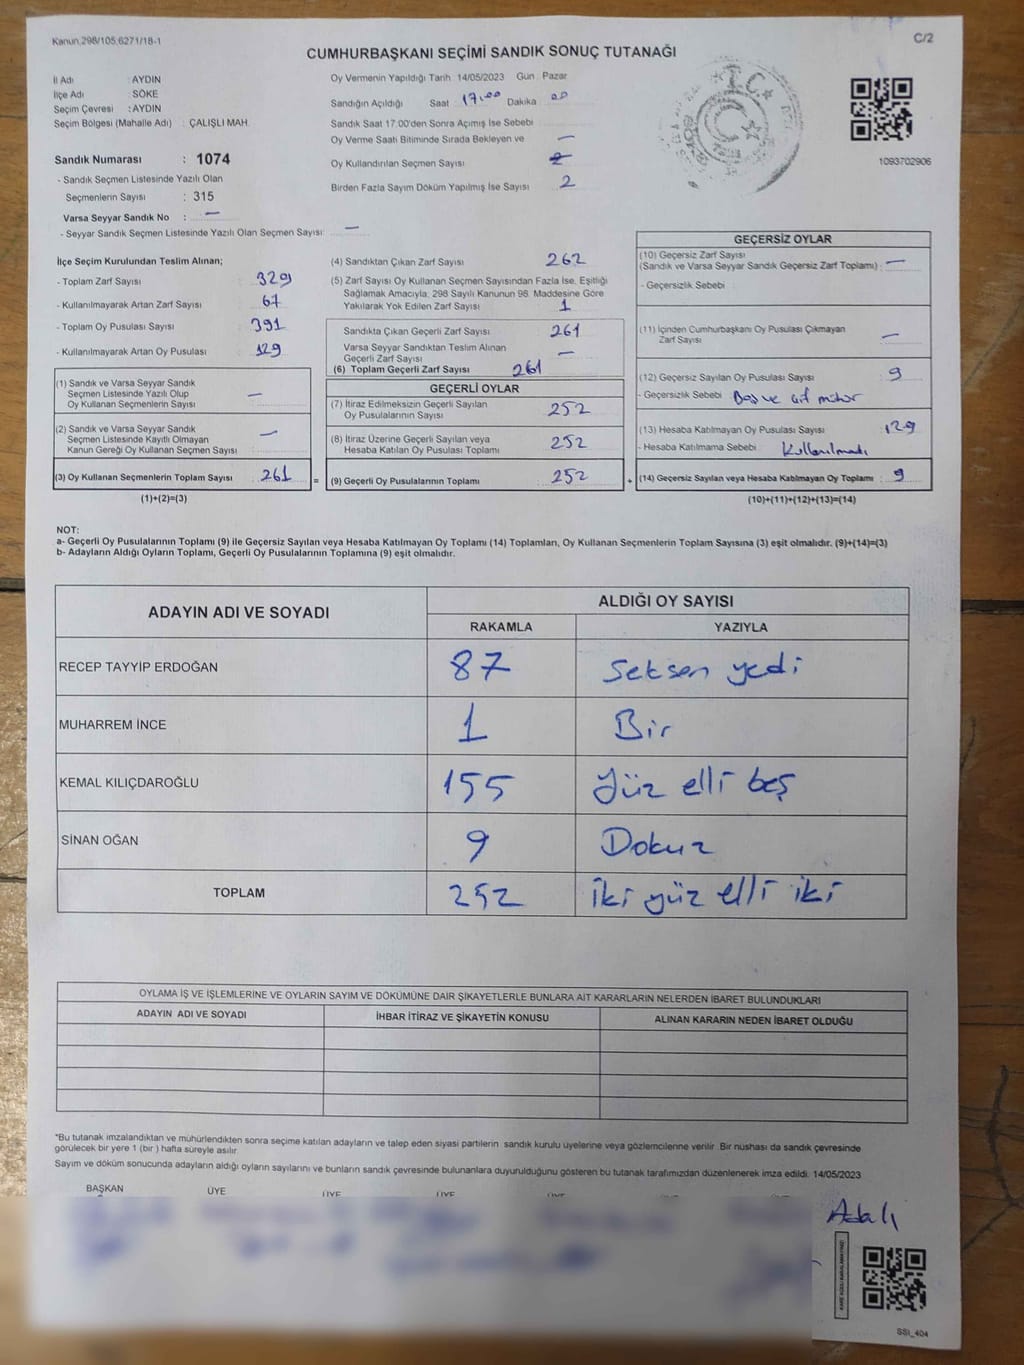 Kanun.298/105,6271/18-1
C/2
CUMHURBAŞKANI SEÇİMİ SANDIK SONUÇ TUTANAĞI
İl Adı : AYDIN
İlçe Adı : SÖKE
Seçim Çevresi : AYDIN
Seçim Bölgesi (Mahalle Adı) : ÇALIŞLI MAH.
Sandık Numarası : 1074
- Sandık Seçmen Listesinde Yazılı Olan
Seçmenlerin Sayısı : 315
Varsa Seyyar Sandık No : —
- Seyyar Sandık Seçmen Listesinde Yazılı Olan Seçmen Sayısı: —
Oy Vermenin Yapıldığı Tarih 14/05/2023 Gün Pazar
Sandığın Açıldığı Saat 17.00 Dakika 00
Sandık Saat 17.00'den Sonra Açımış İse Sebebi
Oy Verme Saati Bitiminde Sırada Bekleyen ve —
Oy Kullandırılan Seçmen Sayısı
Birden Fazla Sayım Döküm Yapılmış İse Sayısı 2
T.C.
1093702906
İlçe Seçim Kurulundan Teslim Alınan;
- Toplam Zarf Sayısı 329
- Kullanılmayarak Artan Zarf Sayısı 67
- Toplam Oy Pusulası Sayısı 391
- Kullanılmayarak Artan Oy Pusulası 129
(1) Sandık ve Varsa Seyyar Sandık
Seçmen Listesinde Yazılı Olup
Oy Kullanan Seçmenlerin Sayısı —
(2) Sandık ve Varsa Seyyar Sandık
Seçmen Listesinde Kayıtlı Olmayan
Kanun Gereği Oy Kullanan Seçmen Sayısı —
(3) Oy Kullanan Seçmenlerin Toplam Sayısı 261 =
(1)+(2)=(3)
(4) Sandıktan Çıkan Zarf Sayısı 262
(5) Zarf Sayısı Oy Kullanan Seçmen Sayısından Fazla İse, Eşitliği
Sağlamak Amacıyla; 298 Sayılı Kanunun 98. Maddesine Göre
Yakılarak Yok Edilen Zarf Sayısı 1
Sandıkta Çıkan Geçerli Zarf Sayısı 261
Varsa Seyyar Sandıktan Teslim Alınan
Geçerli Zarf Sayısı —
(6) Toplam Geçerli Zarf Sayısı 261
GEÇERLİ OYLAR
(7) İtiraz Edilmeksizin Geçerli Sayılan
Oy Pusulalarının Sayısı 252
(8) İtiraz Üzerine Geçerli Sayılan veya
Hesaba Katılan Oy Pusulası Toplamı 252
(9) Geçerli Oy Pusulalarının Toplamı 252 +
GEÇERSİZ OYLAR
(10) Geçersiz Zarf Sayısı
(Sandık ve Varsa Seyyar Sandık Geçersiz Zarf Toplamı) —
- Geçersizlik Sebebi
(11) İçinden Cumhurbaşkanı Oy Pusulası Çıkmayan
Zarf Sayısı —
(12) Geçersiz Sayılan Oy Pusulası Sayısı 9
- Geçersizlik Sebebi Boş ve çift mühür
(13) Hesaba Katılmayan Oy Pusulası Sayısı 129
- Hesaba Katılmama Sebebi Kullanılmadı
(14) Geçersiz Sayılan veya Hesaba Katılmayan Oy Toplamı 9
(10)+(11)+(12)+(13)=(14)
NOT:
a- Geçerli Oy Pusulalarının Toplamı (9) ile Geçersiz Sayılan veya Hesaba Katılmayan Oy Toplamı (14) Toplamları, Oy Kullanan Seçmenlerin Toplam Sayısına (3) eşit olmalıdır. (9)+(14)=(3)
b- Adayların Aldığı Oyların Toplamı, Geçerli Oy Pusulalarının Toplamına (9) eşit olmalıdır.
ADAYIN ADI VE SOYADI ALDIĞI OY SAYISI
RAKAMLA YAZIYLA
RECEP TAYYİP ERDOĞAN 87 Seksen yedi
MUHARREM İNCE 1 Bir
KEMAL KILIÇDAROĞLU 155 Yüz elli beş
SİNAN OĞAN 9 Dokuz
TOPLAM 252 İki yüz elli iki
OYLAMA İŞ VE İŞLEMLERİNE VE OYLARIN SAYIM VE DÖKÜMÜNE DAİR ŞİKAYETLERLE BUNLARA AİT KARARLARIN NELERDEN İBARET BULUNDUKLARI
ADAYIN ADI VE SOYADI İHBAR İTİRAZ VE ŞİKAYETİN KONUSU ALINAN KARARIN NEDEN İBARET OLDUĞU
*Bu tutanak imzalandıktan ve mühürlendikten sonra seçime katılan adayların ve talep eden siyasi partilerin sandık kurulu üyelerine veya gözlemcilerine verilir. Bir nüshası da sandık çevresinde
görülecek bir yere 1 (bir) hafta süreyle asılır.
Sayım ve döküm sonucunda adayların aldığı oyların sayılarını ve bunların sandık çevresinde bulunanlara duyurulduğunu gösteren bu tutanak tarafımızdan düzenlenerek imza edildi: 14/05/2023
BAŞKAN ÜYE ÜYE ÜYE ÜYE
Adalı
KARE KODU KARALAMAYINIZ!
SSI_404